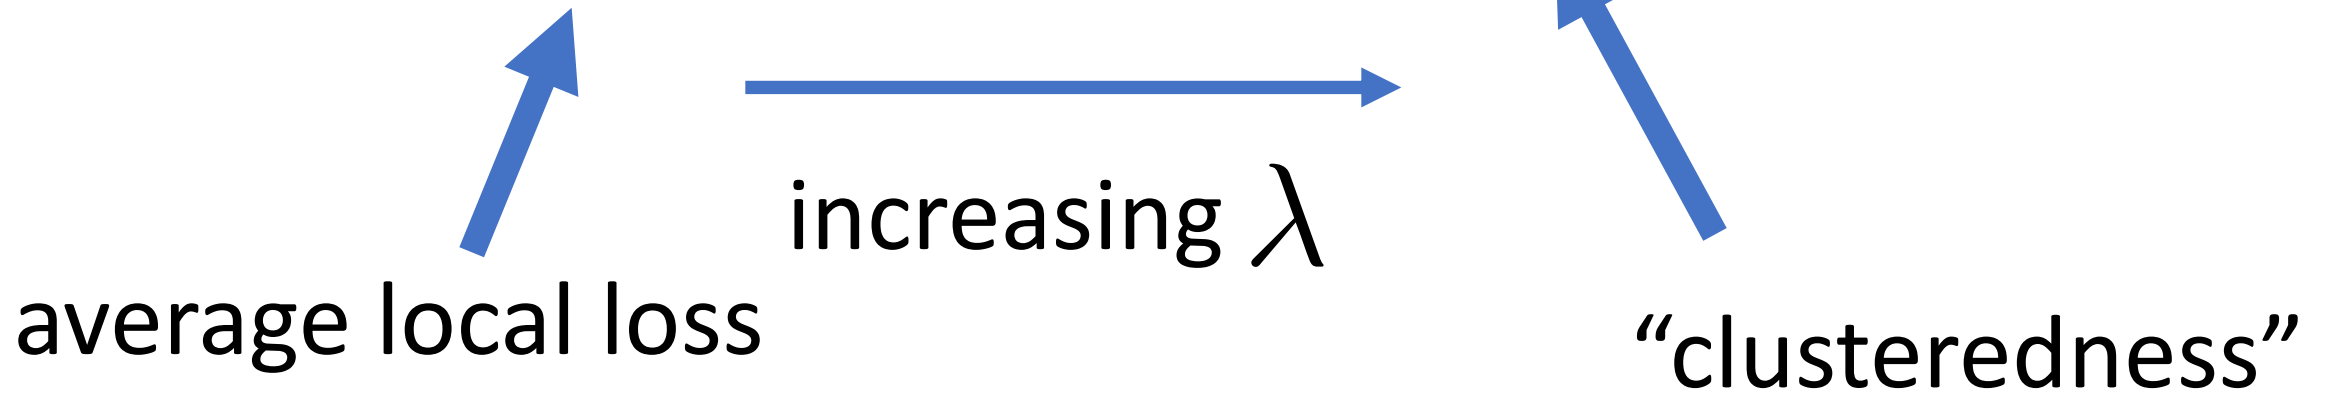 increasing λ
average local loss
“clusteredness”